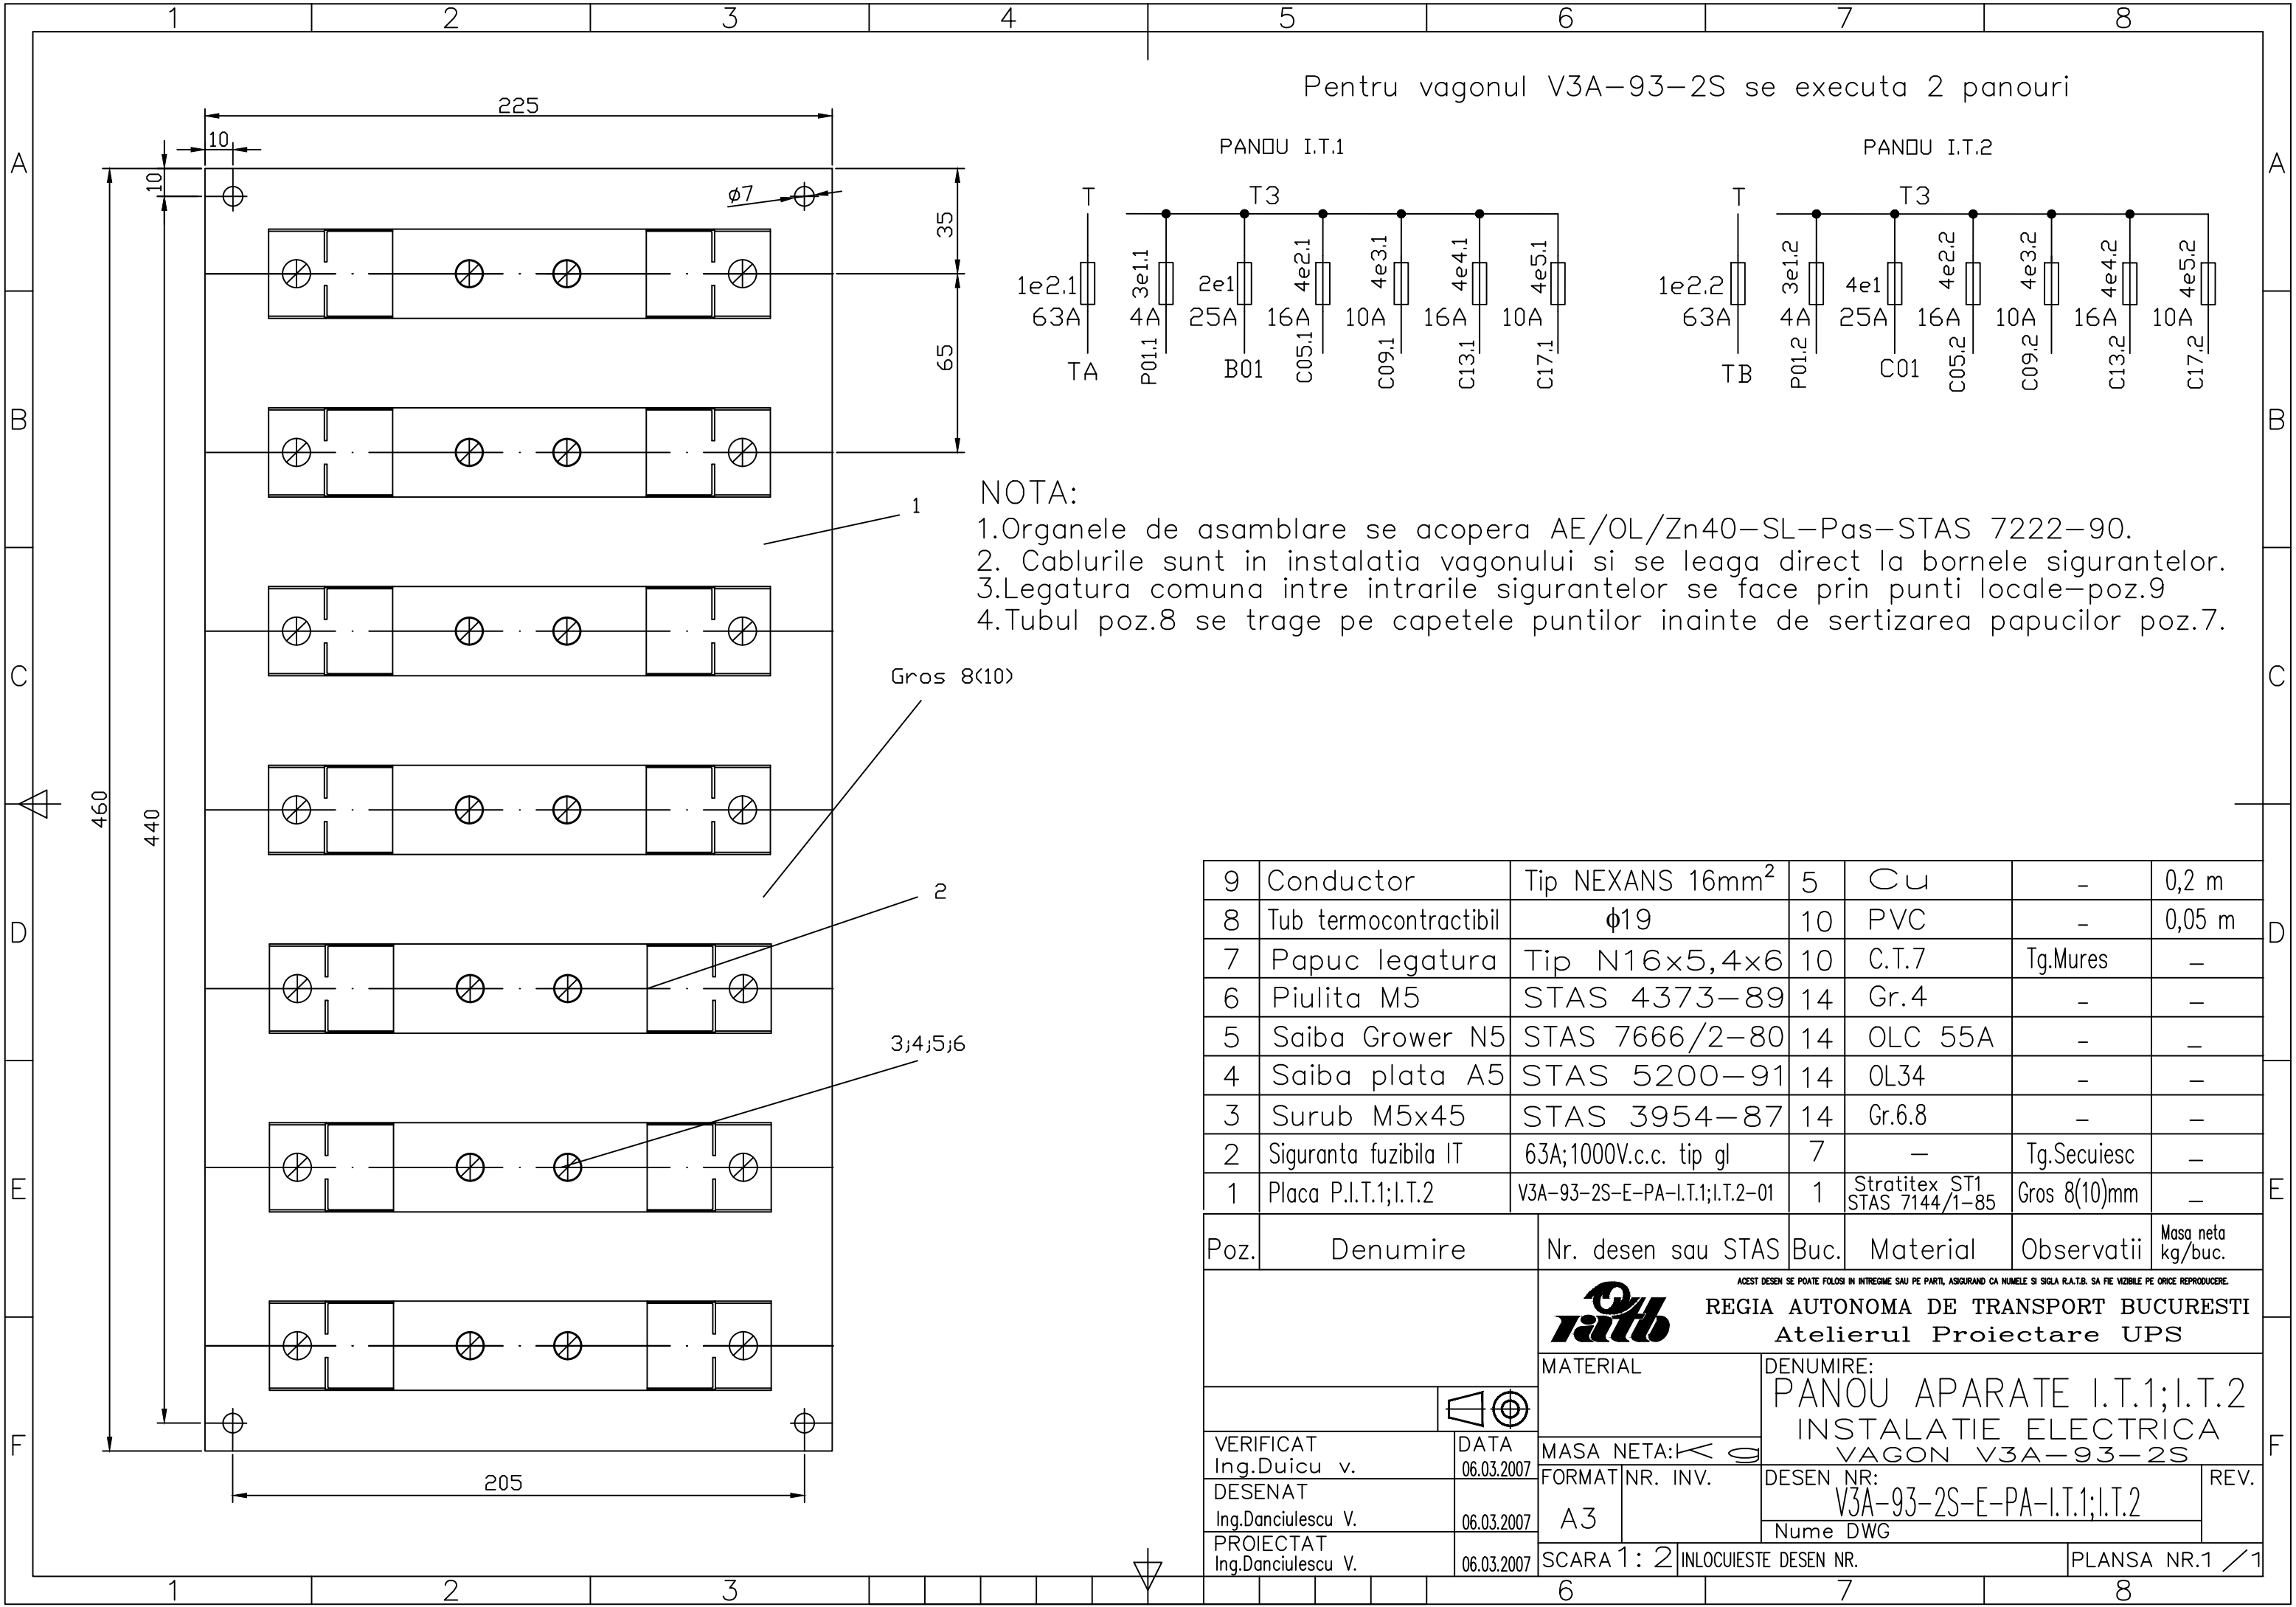 1 2 3 4 5 6 7 8
A A
B B
C C
D D
E E
F F
1 2 3 6 7 8
Pentru vagonul V3A-93-2S se executa 2 panouri
225
10
10
ø7
35
65
460
440
205
1
Gros 8(10)
2
3;4;5;6
PANOU I.T.1
T T3
1e2.1 3e1.1 2e1 4e2.1 4e3.1 4e4.1 4e5.1
63A 4A 25A 16A 10A 16A 10A
TA P01.1 B01 C05.1 C09.1 C13.1 C17.1
PANOU I.T.2
T T3
1e2.2 3e1.2 4e1 4e2.2 4e3.2 4e4.2 4e5.2
63A 4A 25A 16A 10A 16A 10A
TB P01.2 C01 C05.2 C09.2 C13.2 C17.2
NOTA:
1.Organele de asamblare se acopera AE/OL/Zn40-SL-Pas-STAS 7222-90.
2. Cablurile sunt in instalatia vagonului si se leaga direct la bornele sigurantelor.
3.Legatura comuna intre intrarile sigurantelor se face prin punti locale-poz.9
4.Tubul poz.8 se trage pe capetele puntilor inainte de sertizarea papucilor poz.7.
9 Conductor Tip NEXANS 16mm² 5 Cu - 0,2 m
8 Tub termocontractibil ϕ19 10 PVC - 0,05 m
7 Papuc legatura Tip N16x5,4x6 10 C.T.7 Tg.Mures -
6 Piulita M5 STAS 4373-89 14 Gr.4 - -
5 Saiba Grower N5 STAS 7666/2-80 14 OLC 55A - -
4 Saiba plata A5 STAS 5200-91 14 OL34 - -
3 Surub M5x45 STAS 3954-87 14 Gr.6.8 - -
2 Siguranta fuzibila IT 63A;1000V.c.c. tip gl 7 - Tg.Secuiesc -
1 Placa P.I.T.1;I.T.2 V3A-93-2S-E-PA-I.T.1;I.T.2-01 1 Stratitex ST1 STAS 7144/1-85 Gros 8(10)mm -
Poz. Denumire Nr. desen sau STAS Buc. Material Observatii Masa neta kg/buc.
ACEST DESEN SE POATE FOLOSI IN INTREGIME SAU PE PARTI, ASIGURAND CA NUMELE SI SIGLA R.A.T.B. SA FIE VIZIBILE PE ORICE REPRODUCERE.
ratb
REGIA AUTONOMA DE TRANSPORT BUCURESTI
Atelierul Proiectare UPS
MATERIAL
DENUMIRE:
PANOU APARATE I.T.1;I.T.2
INSTALATIE ELECTRICA
VAGON V3A-93-2S
VERIFICAT DATA
Ing.Duicu v. 06.03.2007
MASA NETA:Kg
DESENAT
Ing.Danciulescu V. 06.03.2007
FORMAT NR. INV.
A3
DESEN NR: REV.
V3A-93-2S-E-PA-I.T.1;I.T.2
Nume DWG
PROIECTAT
Ing.Danciulescu V. 06.03.2007
SCARA 1:2 INLOCUIESTE DESEN NR. PLANSA NR.1/1